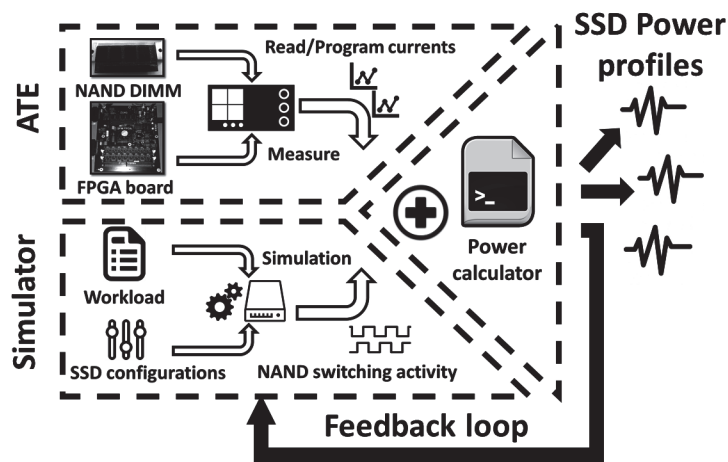 ATE
NAND DIMM
FPGA board
Read/Program currents
Measure
Simulator
Workload
SSD configurations
Simulation
NAND switching activity
>_
Power
calculator
SSD Power
profiles
Feedback loop